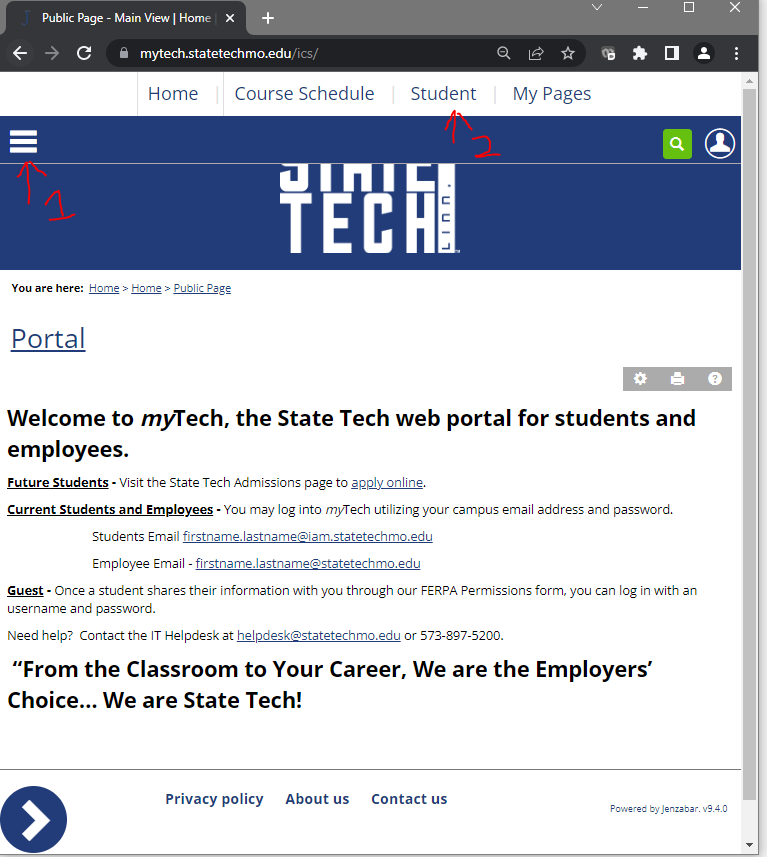 Public Page - Main View | Home
mytech.statetechmo.edu/ics/
Home | Course Schedule | Student | My Pages
2
1
STATE
TECH
LINN.
You are here: Home > Home > Public Page
Portal
Welcome to myTech, the State Tech web portal for students and
employees.
Future Students - Visit the State Tech Admissions page to apply online.
Current Students and Employees - You may log into myTech utilizing your campus email address and password.
Students Email firstname.lastname@iam.statetechmo.edu
Employee Email - firstname.lastname@statetechmo.edu
Guest - Once a student shares their information with you through our FERPA Permissions form, you can log in with an
username and password.
Need help? Contact the IT Helpdesk at helpdesk@statetechmo.edu or 573-897-5200.
“From the Classroom to Your Career, We are the Employers’
Choice... We are State Tech!
Privacy policy About us Contact us
Powered by Jenzabar. v9.4.0